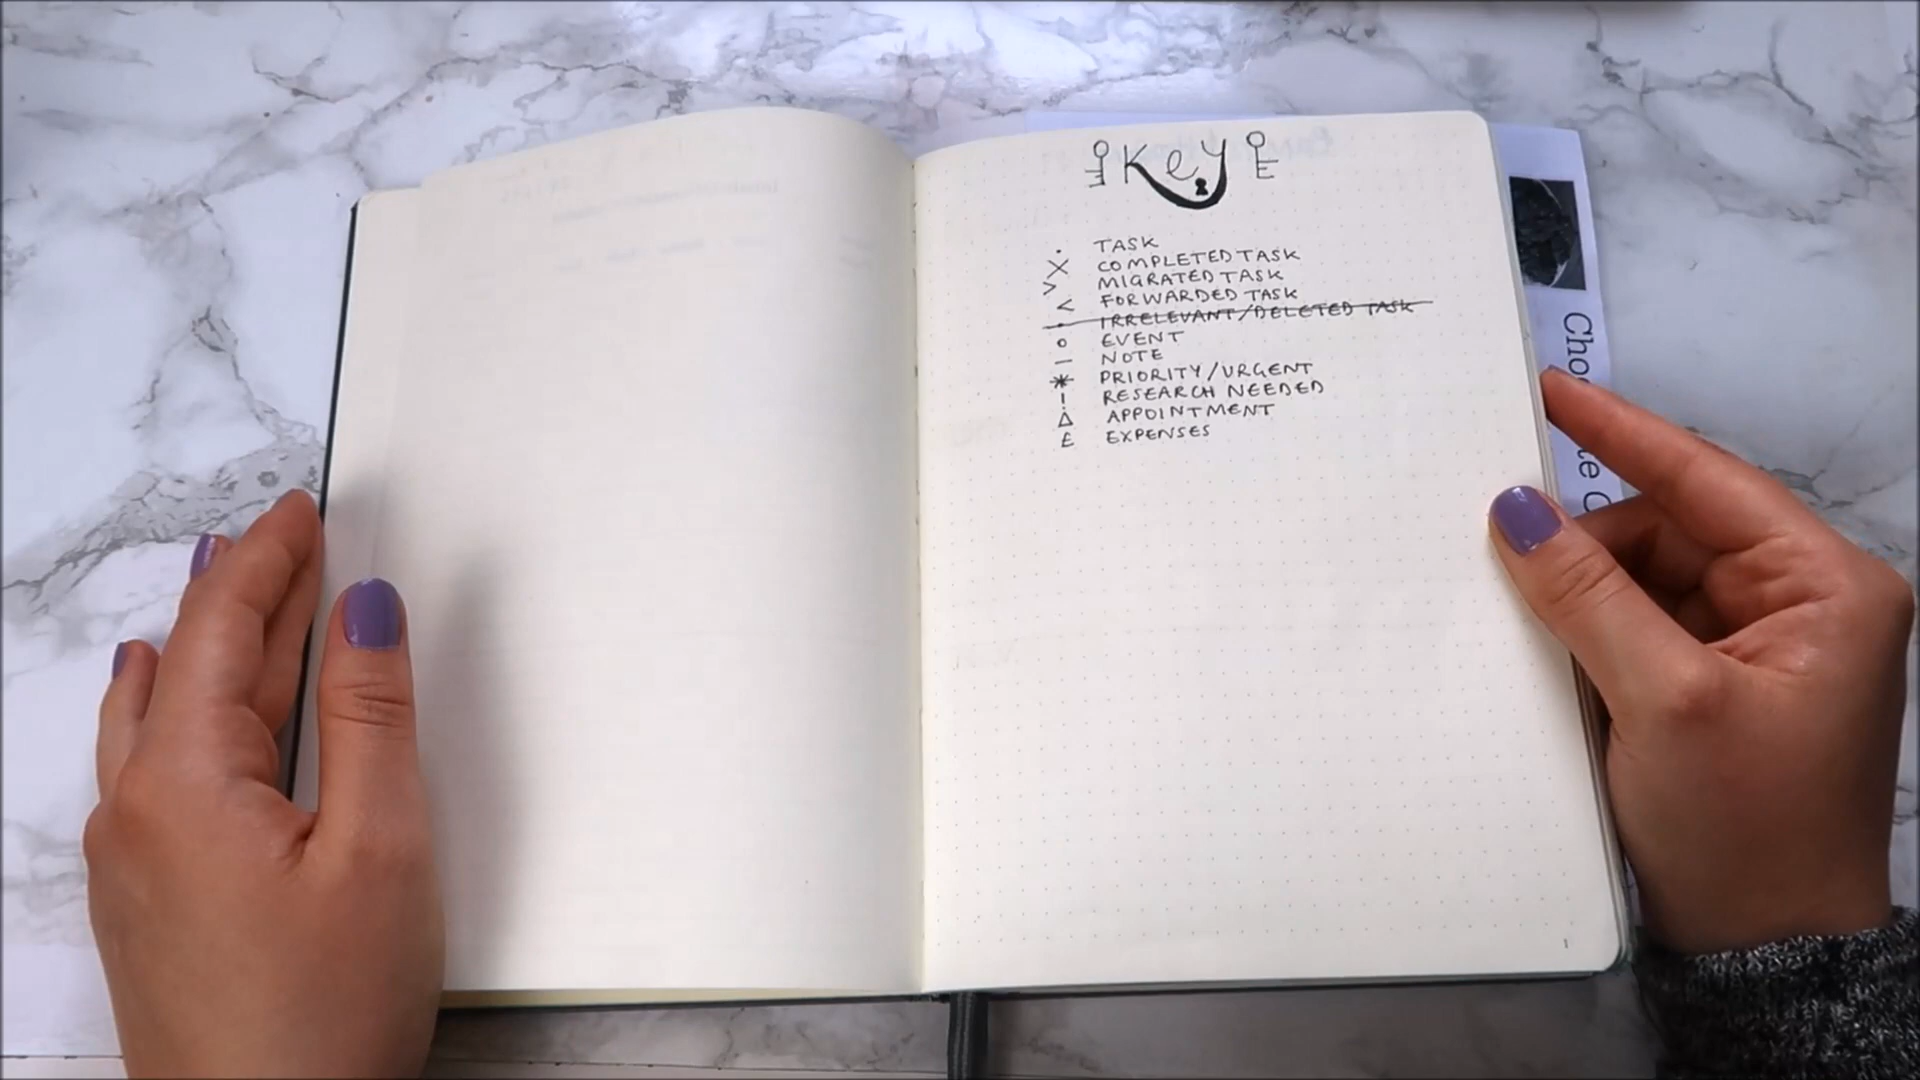 Key
. TASK
X COMPLETED TASK
> MIGRATED TASK
< FORWARDED TASK
• IRRELEVANT/DELETED TASK
o EVENT
— NOTE
* PRIORITY/URGENT
! RESEARCH NEEDED
Δ APPOINTMENT
£ EXPENSES
1